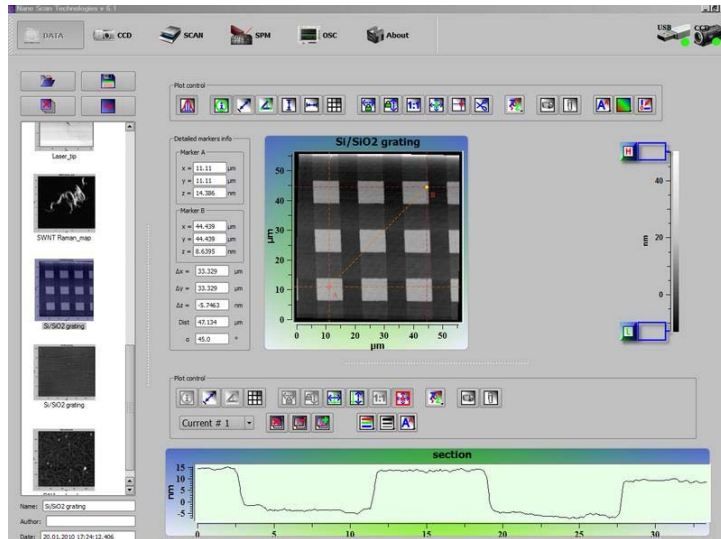 Nano Scan Technologies v 6.1
DATA
CCD
SCAN
SPM
OSC
About
USB
CCD
Plot control
1:1
A
Detailed markers info
Marker A
x = 11.11 µm
y = 11.11 µm
z = 14.386 nm
Marker B
x = 44.439 µm
y = 44.439 µm
z = 8.6395 nm
Δx = 33.329 µm
Δy = 33.329 µm
Δz = -5.7463 nm
Dist 47.134 µm
α 45.0 °
Si/SiO2 grating
50
40
30
20
10
0
µm
A
B
0 10 20 30 40 50
µm
H
40
20
0
nm
L
Laser_tip
SWNT Raman_map
Si/SiO2 grating
Si/SiO2 grating
Plot control
1:1
Current # 1
A
section
15
10
5
0
-5
nm
0 5 10 15 20 25 30
Name: Si/SiO2 grating
Author:
Date: 20.01.2010 17:24:12.406